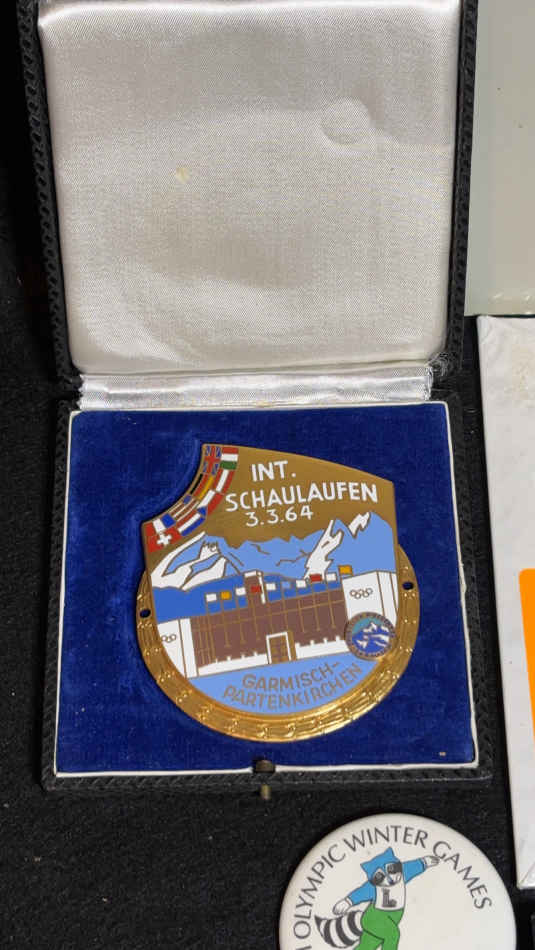 INT.
SCHAULAUFEN
3.3.64
GARMISCH-
PARTENKIRCHEN
OLYMPIC WINTER GAMES
L